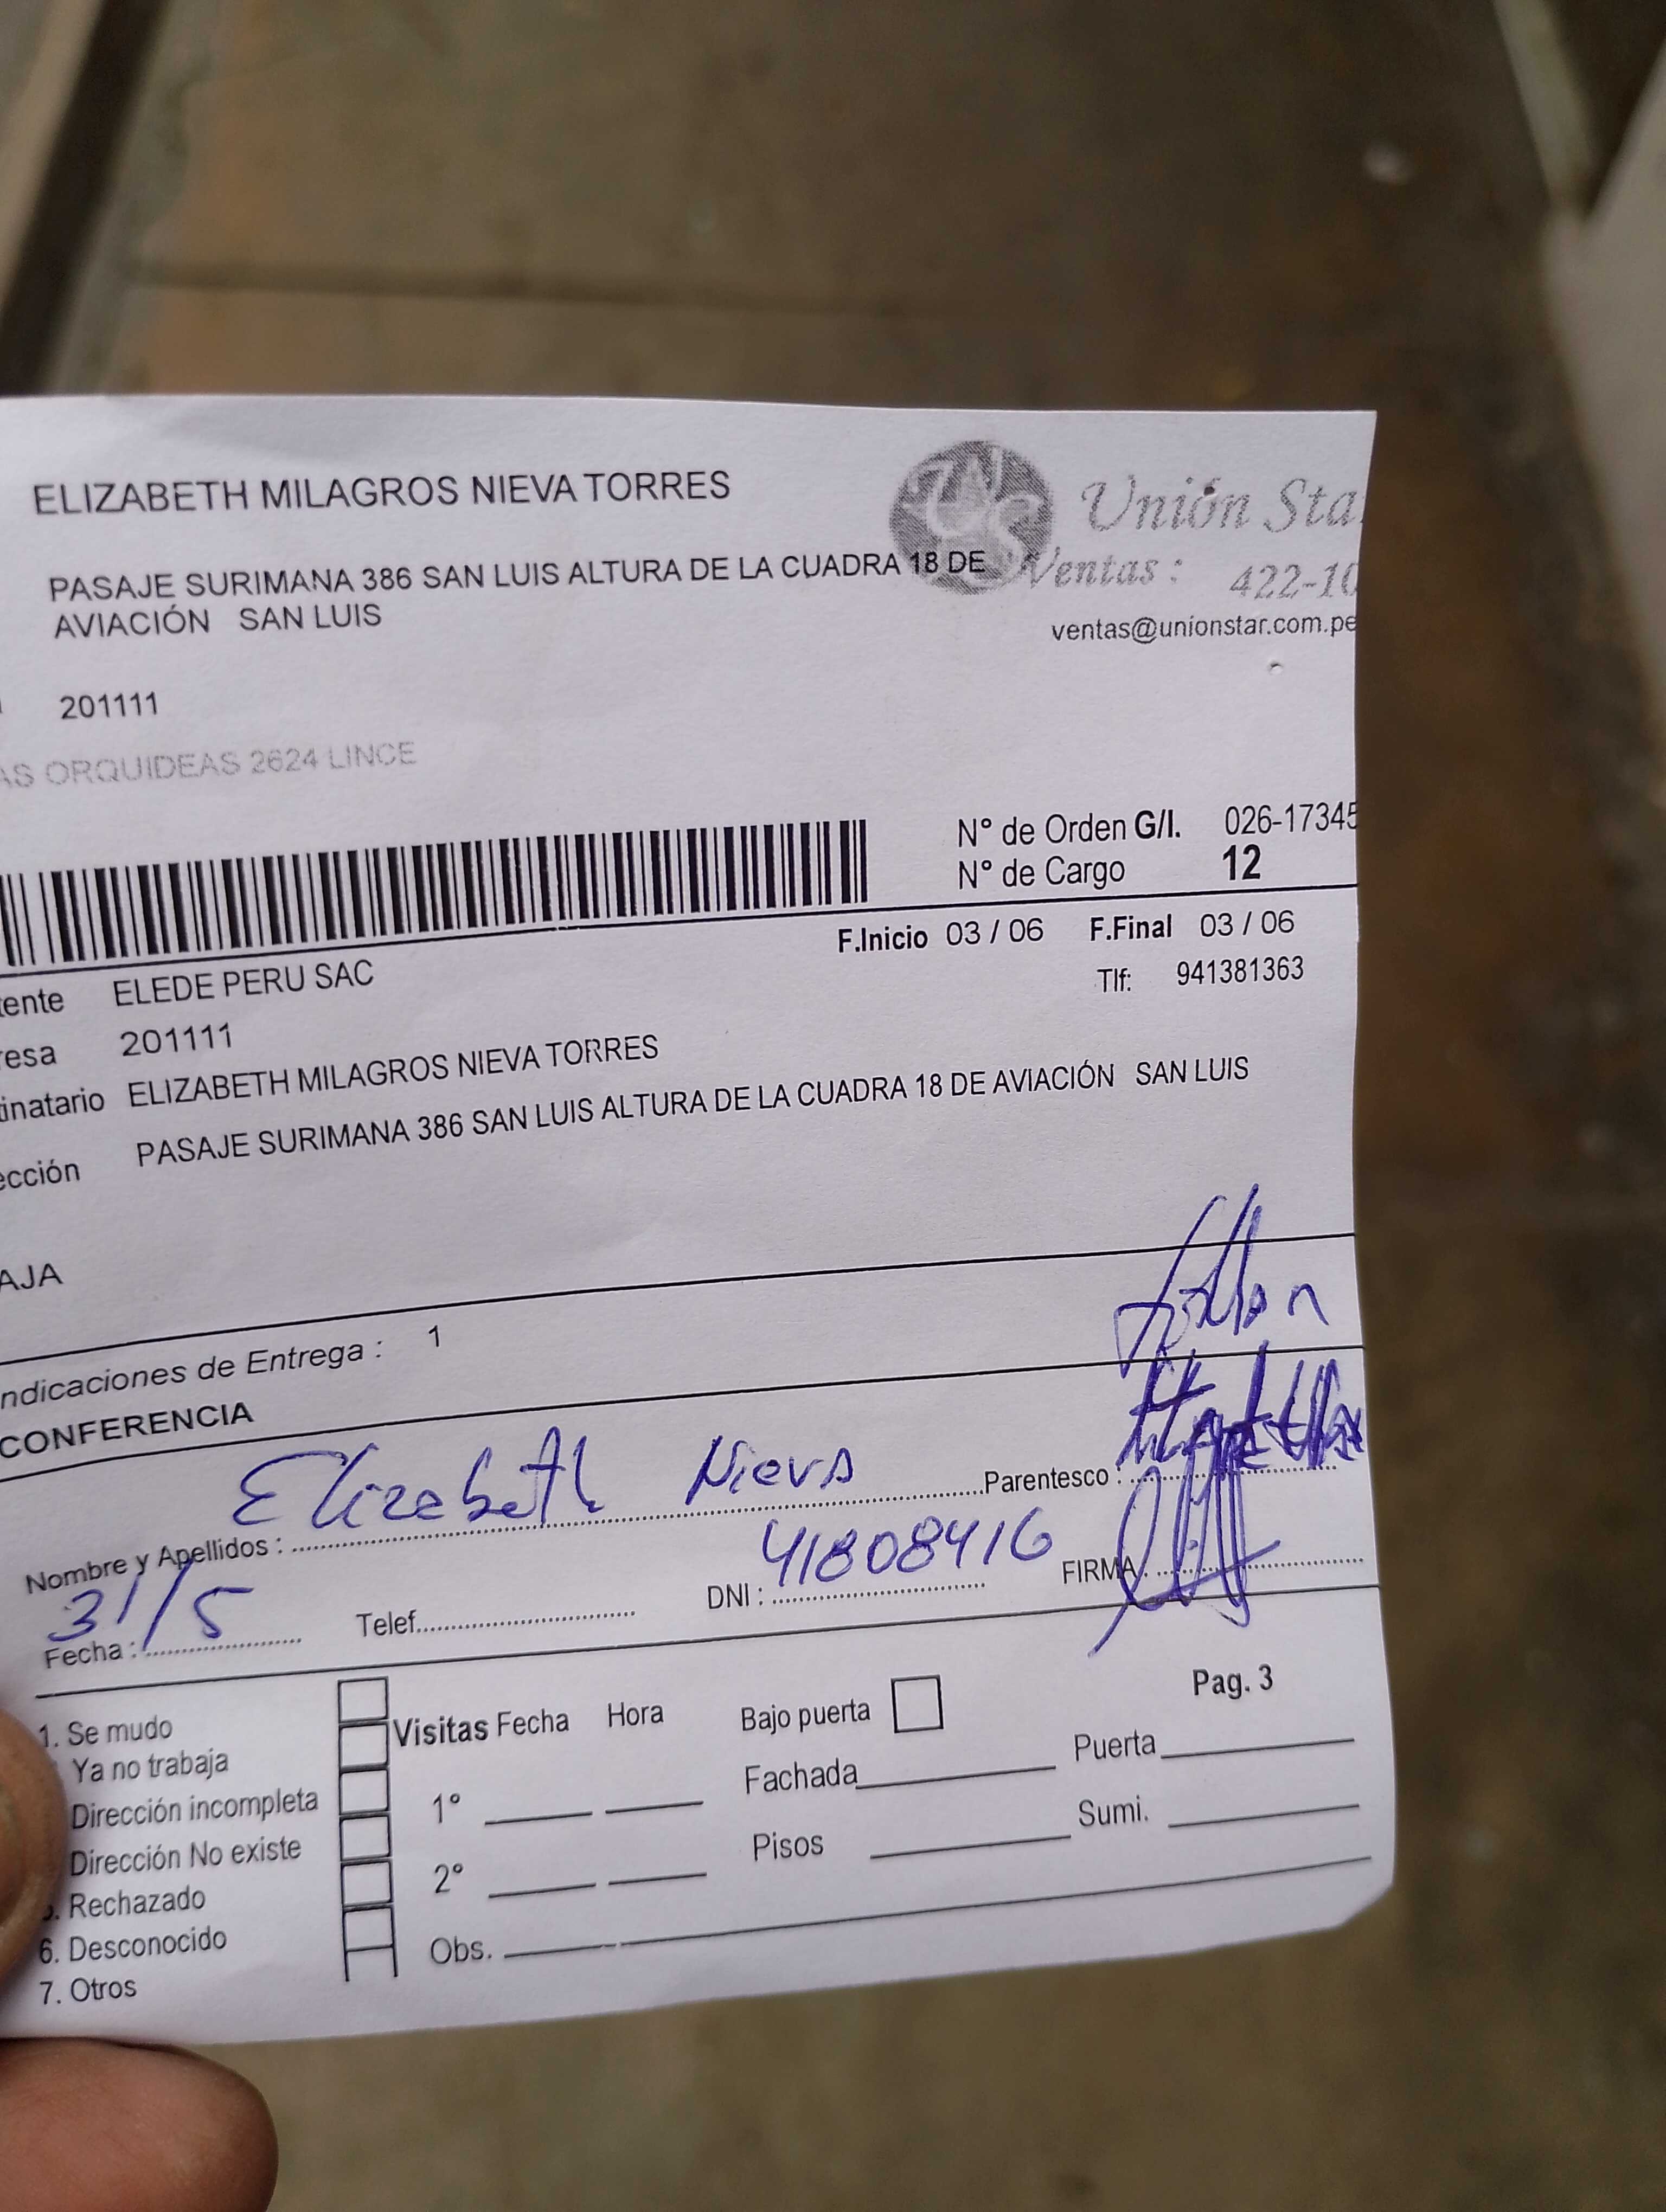 ELIZABETH MILAGROS NIEVA TORRES
Unión Sta
PASAJE SURIMANA 386 SAN LUIS ALTURA DE LA CUADRA 18 DE
Ventas : 422-10
AVIACIÓN SAN LUIS
ventas@unionstar.com.pe
201111
AS ORQUIDEAS 2624 LINCE
N° de Orden G/I. 026-17345
N° de Cargo 12
F.Inicio 03 / 06 F.Final 03 / 06
tente ELEDE PERU SAC
Tlf: 941381363
resa 201111
tinatario ELIZABETH MILAGROS NIEVA TORRES
ección PASAJE SURIMANA 386 SAN LUIS ALTURA DE LA CUADRA 18 DE AVIACIÓN SAN LUIS
AJA
ndicaciones de Entrega : 1
CONFERENCIA
Nombre y Apellidos : Elizabeth Nieva Parentesco :
Fecha : 31/5 Telef. DNI : 41808416 FIRMA :
Pag. 3
1. Se mudo
Visitas Fecha Hora Bajo puerta
Ya no trabaja
Fachada Puerta
Dirección incompleta
1°
Dirección No existe
Pisos Sumi.
Rechazado
2°
6. Desconocido
Obs.
7. Otros